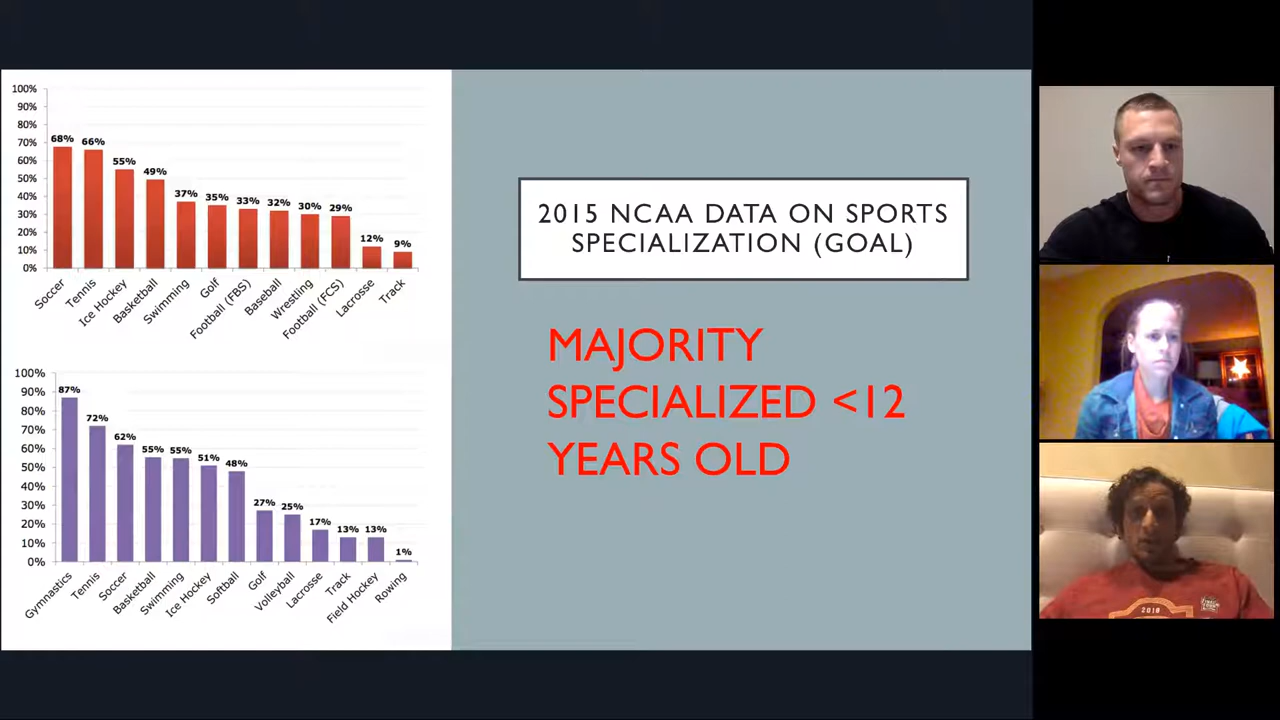 100%
90%
80%
70%
60%
50%
40%
30%
20%
10%
0%
68%
66%
55%
49%
37%
35%
33%
32%
30%
29%
12%
9%
Soccer
Tennis
Ice Hockey
Basketball
Swimming
Golf
Football (FBS)
Baseball
Wrestling
Football (FCS)
Lacrosse
Track
100%
90%
80%
70%
60%
50%
40%
30%
20%
10%
0%
87%
72%
62%
55%
55%
51%
48%
27%
25%
17%
13%
13%
1%
Gymnastics
Tennis
Soccer
Basketball
Swimming
Ice Hockey
Softball
Golf
Volleyball
Lacrosse
Track
Field Hockey
Rowing
2015 NCAA DATA ON SPORTS
SPECIALIZATION (GOAL)
MAJORITY
SPECIALIZED <12
YEARS OLD
2018